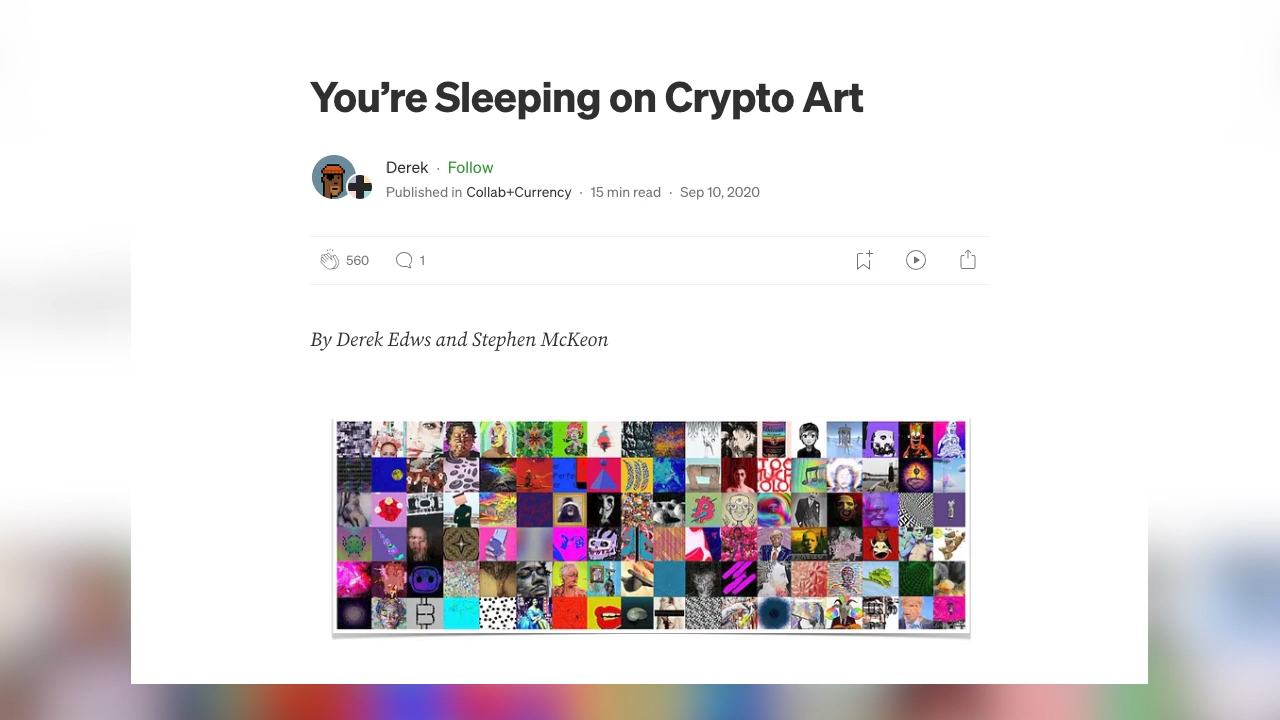 You're Sleeping on Crypto Art
Derek · Follow
Published in Collab+Currency · 15 min read · Sep 10, 2020
560 1
By Derek Edws and Stephen McKeon